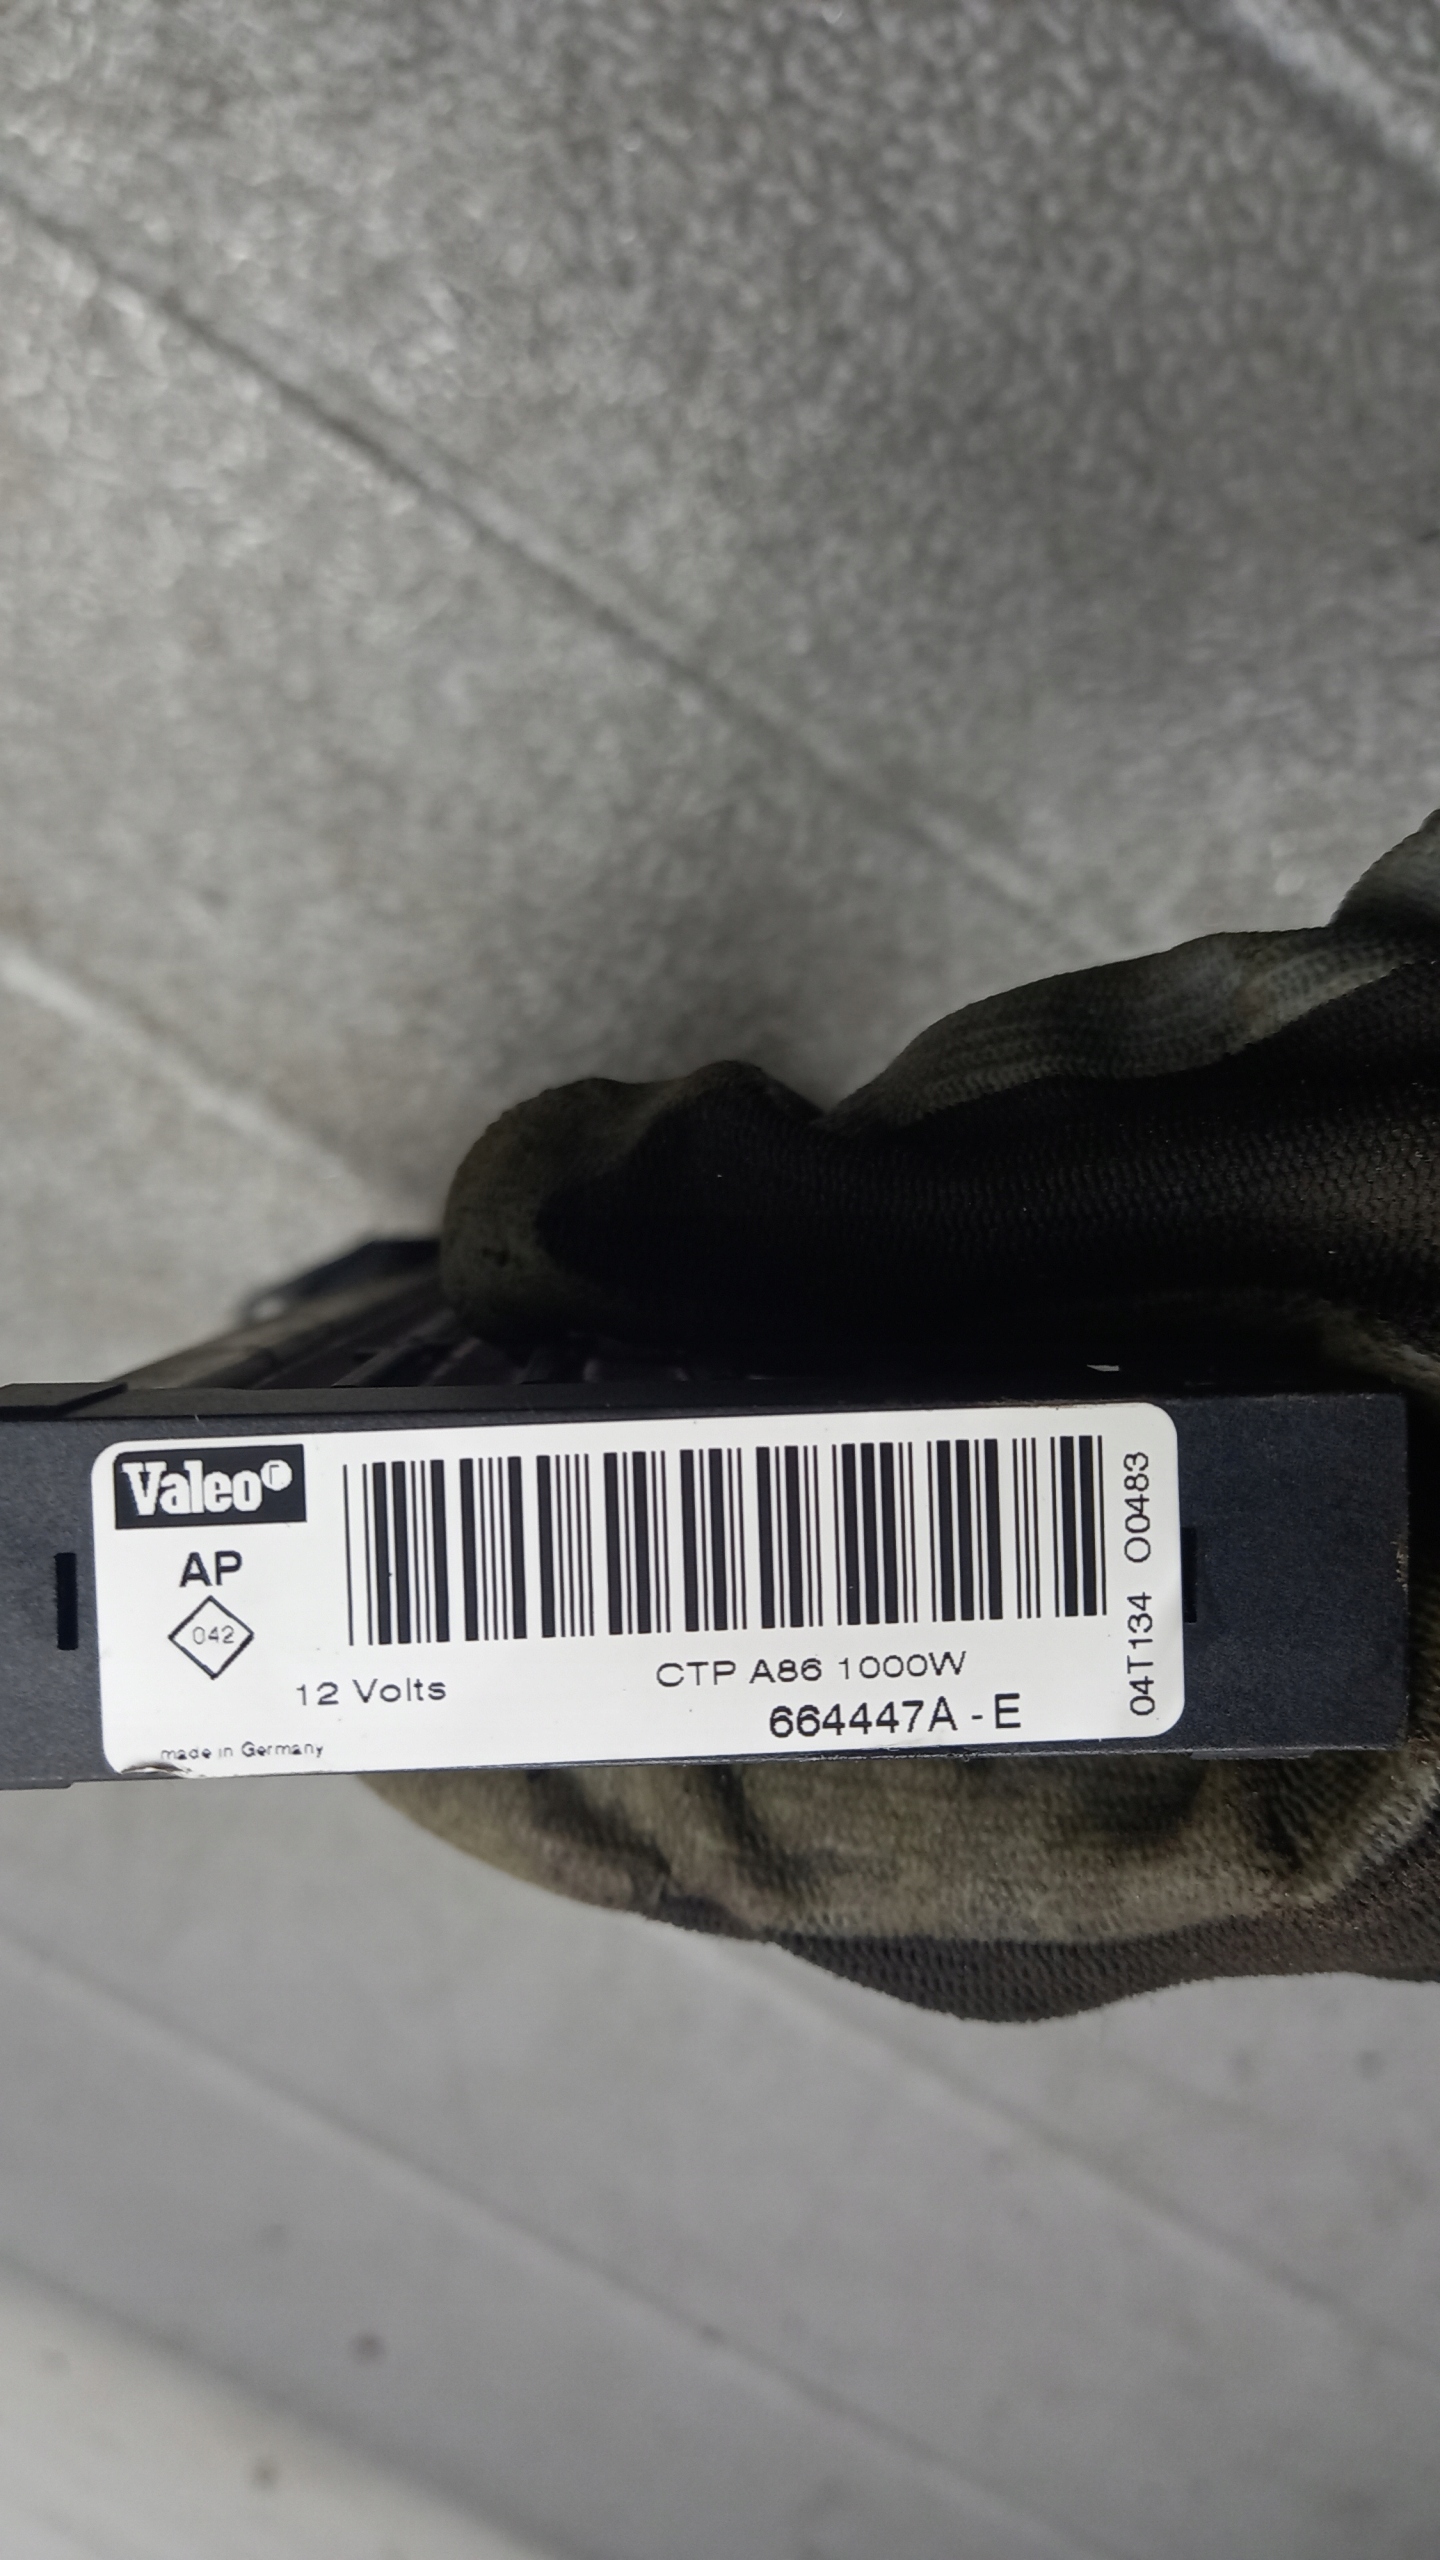 Valeo®
AP
042
12 Volts
made in Germany
CTP A86 1000W
664447A - E
04T134 O0483